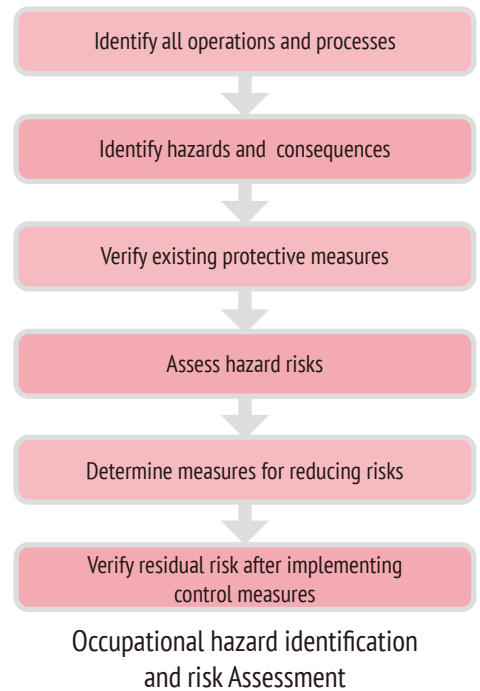 Identify all operations and processes
Identify hazards and consequences
Verify existing protective measures
Assess hazard risks
Determine measures for reducing risks
Verify residual risk after implementing
control measures
Occupational hazard identification
and risk Assessment